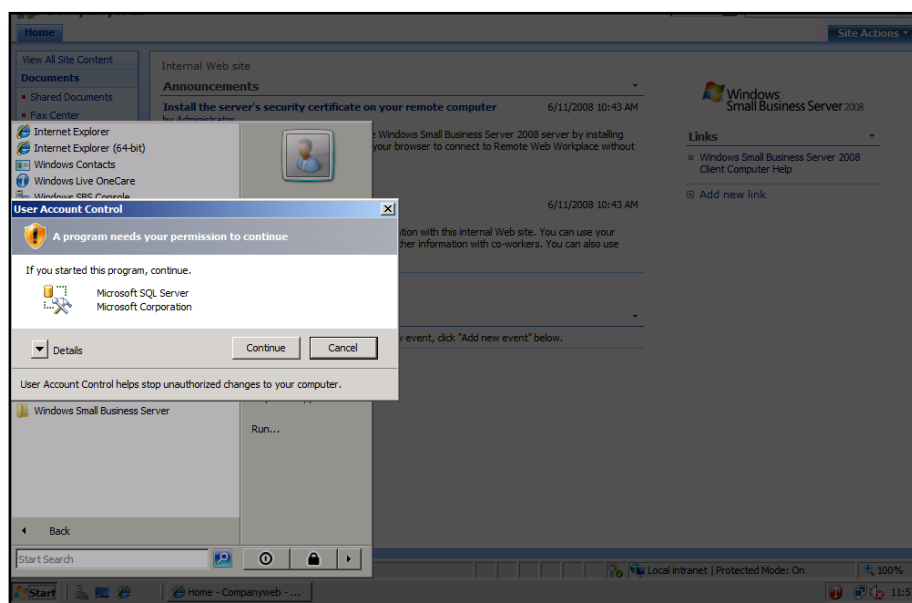 Home
Site Actions
View All Site Content
Documents
Shared Documents
Fax Center
Internal Web site
Announcements
Install the server's security certificate on your remote computer 6/11/2008 10:43 AM
by Administrator
Windows Small Business Server 2008 server by installing
your browser to connect to Remote Web Workplace without
6/11/2008 10:43 AM
with this internal Web site. You can use your
information with co-workers. You can also use
event, click "Add new event" below.
Windows
Small Business Server 2008
Links
Windows Small Business Server 2008
Client Computer Help
Add new link
Internet Explorer
Internet Explorer (64-bit)
Windows Contacts
Windows Live OneCare
Windows SBS Console
User Account Control
A program needs your permission to continue
If you started this program, continue.
Microsoft SQL Server
Microsoft Corporation
Details
Continue
Cancel
User Account Control helps stop unauthorized changes to your computer.
Windows Small Business Server
Run...
Back
Start Search
Local intranet | Protected Mode: On
100%
Start
Home - Companyweb - ...
11:5